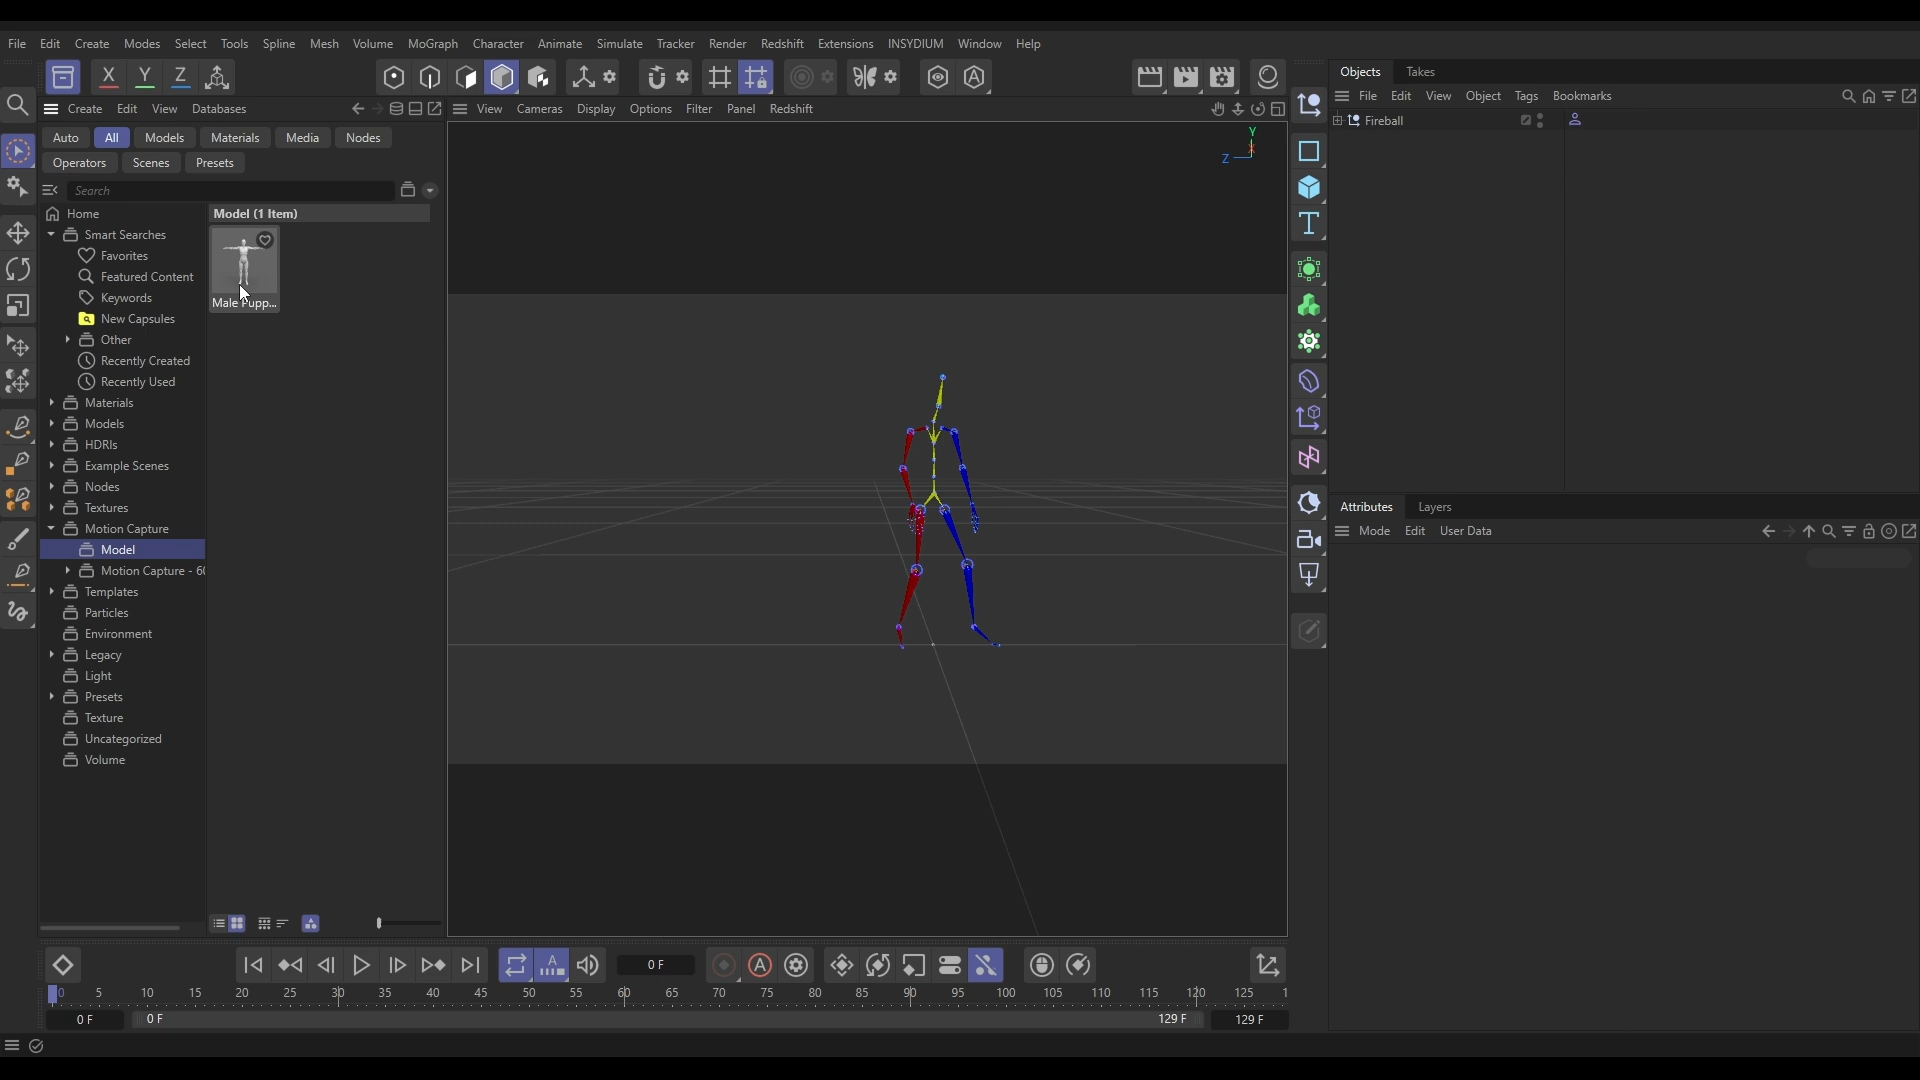 File Edit Create Modes Select Tools Spline Mesh Volume MoGraph Character Animate Simulate Tracker Render Redshift Extensions INSYDIUM Window Help
X Y Z
Objects Takes
Create Edit View Databases
View Cameras Display Options Filter Panel Redshift
File Edit View Object Tags Bookmarks
Fireball
Auto All Models Materials Media Nodes
Operators Scenes Presets
Search
Y
X
Z
T
Home
Smart Searches
Favorites
Featured Content
Keywords
New Capsules
Other
Recently Created
Recently Used
Materials
Models
HDRIs
Example Scenes
Nodes
Textures
Motion Capture
Model
Motion Capture - 60
Templates
Particles
Environment
Legacy
Light
Presets
Texture
Uncategorized
Volume
Model (1 Item)
Male Pupp...
Attributes Layers
Mode Edit User Data
A
0 F
A
0 5 10 15 20 25 30 35 40 45 50 55 60 65 70 75 80 85 90 95 100 105 110 115 120 125 1
0 F 0 F 129 F 129 F